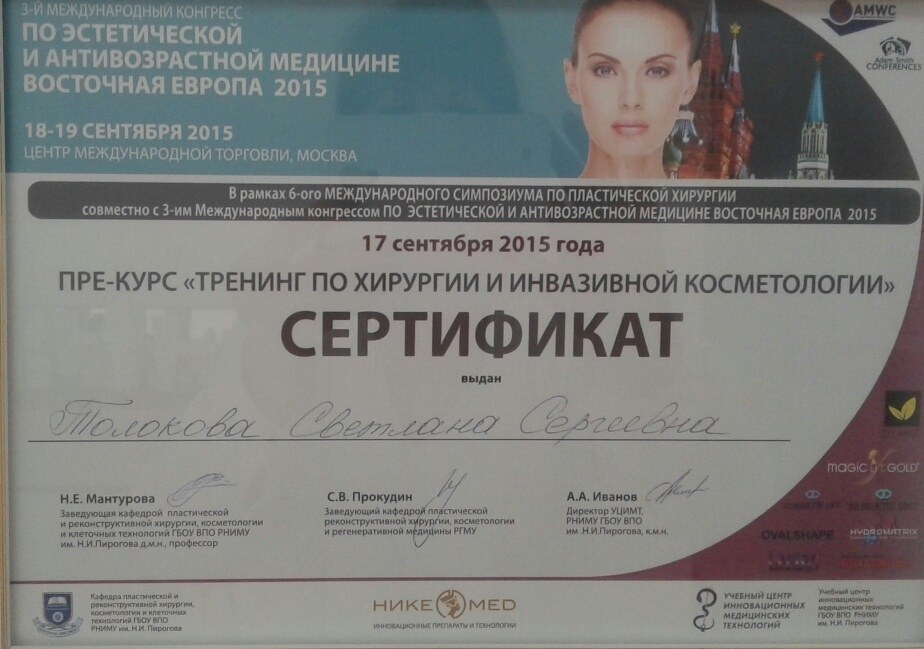 3-Й МЕЖДУНАРОДНЫЙ КОНГРЕСС
ПО ЭСТЕТИЧЕСКОЙ
И АНТИВОЗРАСТНОЙ МЕДИЦИНЕ
ВОСТОЧНАЯ ЕВРОПА 2015
18-19 СЕНТЯБРЯ 2015
ЦЕНТР МЕЖДУНАРОДНОЙ ТОРГОВЛИ, МОСКВА
AMWC
Adam Smith
CONFERENCES
В рамках 6-ого МЕЖДУНАРОДНОГО СИМПОЗИУМА ПО ПЛАСТИЧЕСКОЙ ХИРУРГИИ
совместно с 3-им Международным конгрессом ПО ЭСТЕТИЧЕСКОЙ И АНТИВОЗРАСТНОЙ МЕДИЦИНЕ ВОСТОЧНАЯ ЕВРОПА 2015
17 сентября 2015 года
ПРЕ-КУРС «ТРЕНИНГ ПО ХИРУРГИИ И ИНВАЗИВНОЙ КОСМЕТОЛОГИИ»
СЕРТИФИКАТ
выдан
Толокова Светлана Сергеевна
Н.Е. Мантурова
Заведующая кафедрой пластической
и реконструктивной хирургии, косметологии
и клеточных технологий ГБОУ ВПО РНИМУ
им. Н.И.Пирогова д.м.н., профессор
С.В. Прокудин
Заведующий кафедрой пластической
и реконструктивной хирургии, косметологии
и регенеративной медицины РГМУ
А.А. Иванов
Директор УЦИМТ,
РНИМУ ГБОУ ВПО
им .Н.И.Пирогова, к.м.н.
MAGIC GOLD
OVALSHAPE
HYDROMATRIX
Кафедра пластической и
реконструктивной хирургии,
косметологии и клеточных
технологий ГБОУ ВПО
РНИМУ им. Н.И. Пирогова
НИКЕ MED
ИННОВАЦИОННЫЕ ПРЕПАРАТЫ И ТЕХНОЛОГИИ
УЧЕБНЫЙ ЦЕНТР
ИННОВАЦИОННЫХ
МЕДИЦИНСКИХ
ТЕХНОЛОГИЙ
Учебный центр
инновационных
медицинских технологий
ГБОУ ВПО РНИМУ
им. Н.И. Пирогова